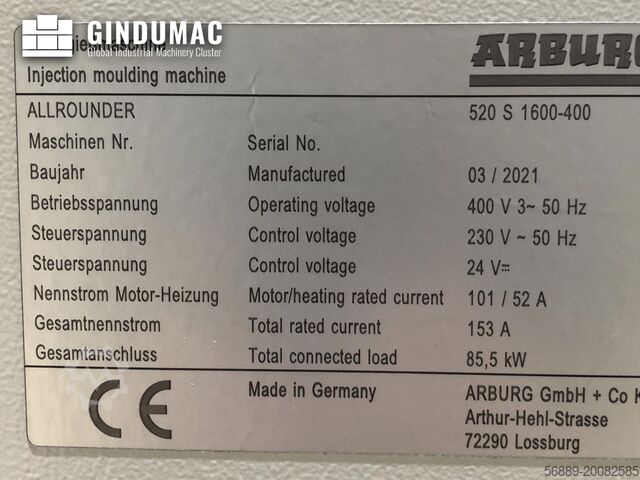 GINDUMAC
Global Industrial Machinery Cluster
ARBURG
Injection moulding machine
ALLROUNDER 520 S 1600-400
Maschinen Nr. Serial No.
Baujahr Manufactured 03 / 2021
Betriebsspannung Operating voltage 400 V 3~ 50 Hz
Steuerspannung Control voltage 230 V ~ 50 Hz
Steuerspannung Control voltage 24 V⎓
Nennstrom Motor-Heizung Motor/heating rated current 101 / 52 A
Gesamtnennstrom Total rated current 153 A
Gesamtanschluss Total connected load 85,5 kW
CE Made in Germany ARBURG GmbH + Co K
Arthur-Hehl-Strasse
72290 Lossburg
56889-20082585